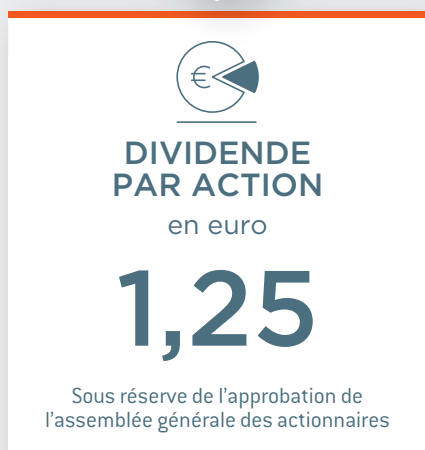 €
DIVIDENDE
PAR ACTION
en euro
1,25
Sous réserve de l'approbation de
l'assemblée générale des actionnaires